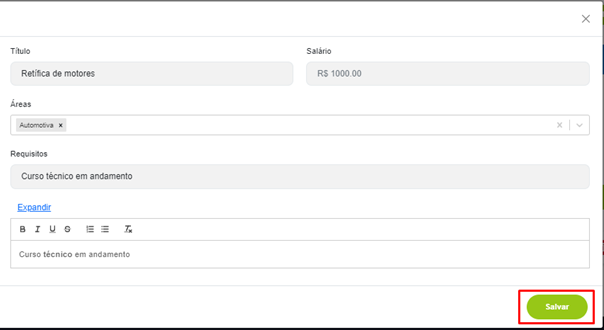 Título
Salário
Retífica de motores
R$ 1000.00
Áreas
Automotiva ×
Requisitos
Curso técnico em andamento
Expandir
B I U S
Curso técnico em andamento
Salvar